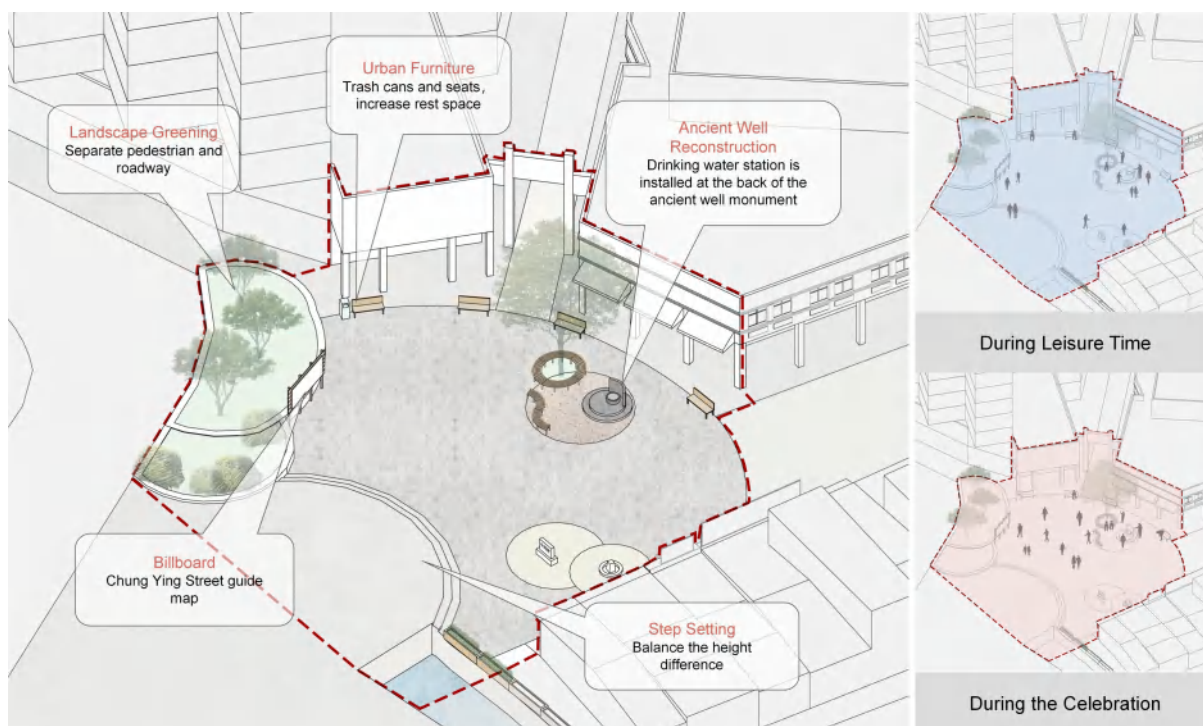 Urban Furniture
Trash cans and seats,
increase rest space
Landscape Greening
Separate pedestrian and
roadway
Ancient Well
Reconstruction
Drinking water station is
installed at the back of the
ancient well monument
Billboard
Chung Ying Street guide
map
Step Setting
Balance the height
difference
During Leisure Time
During the Celebration